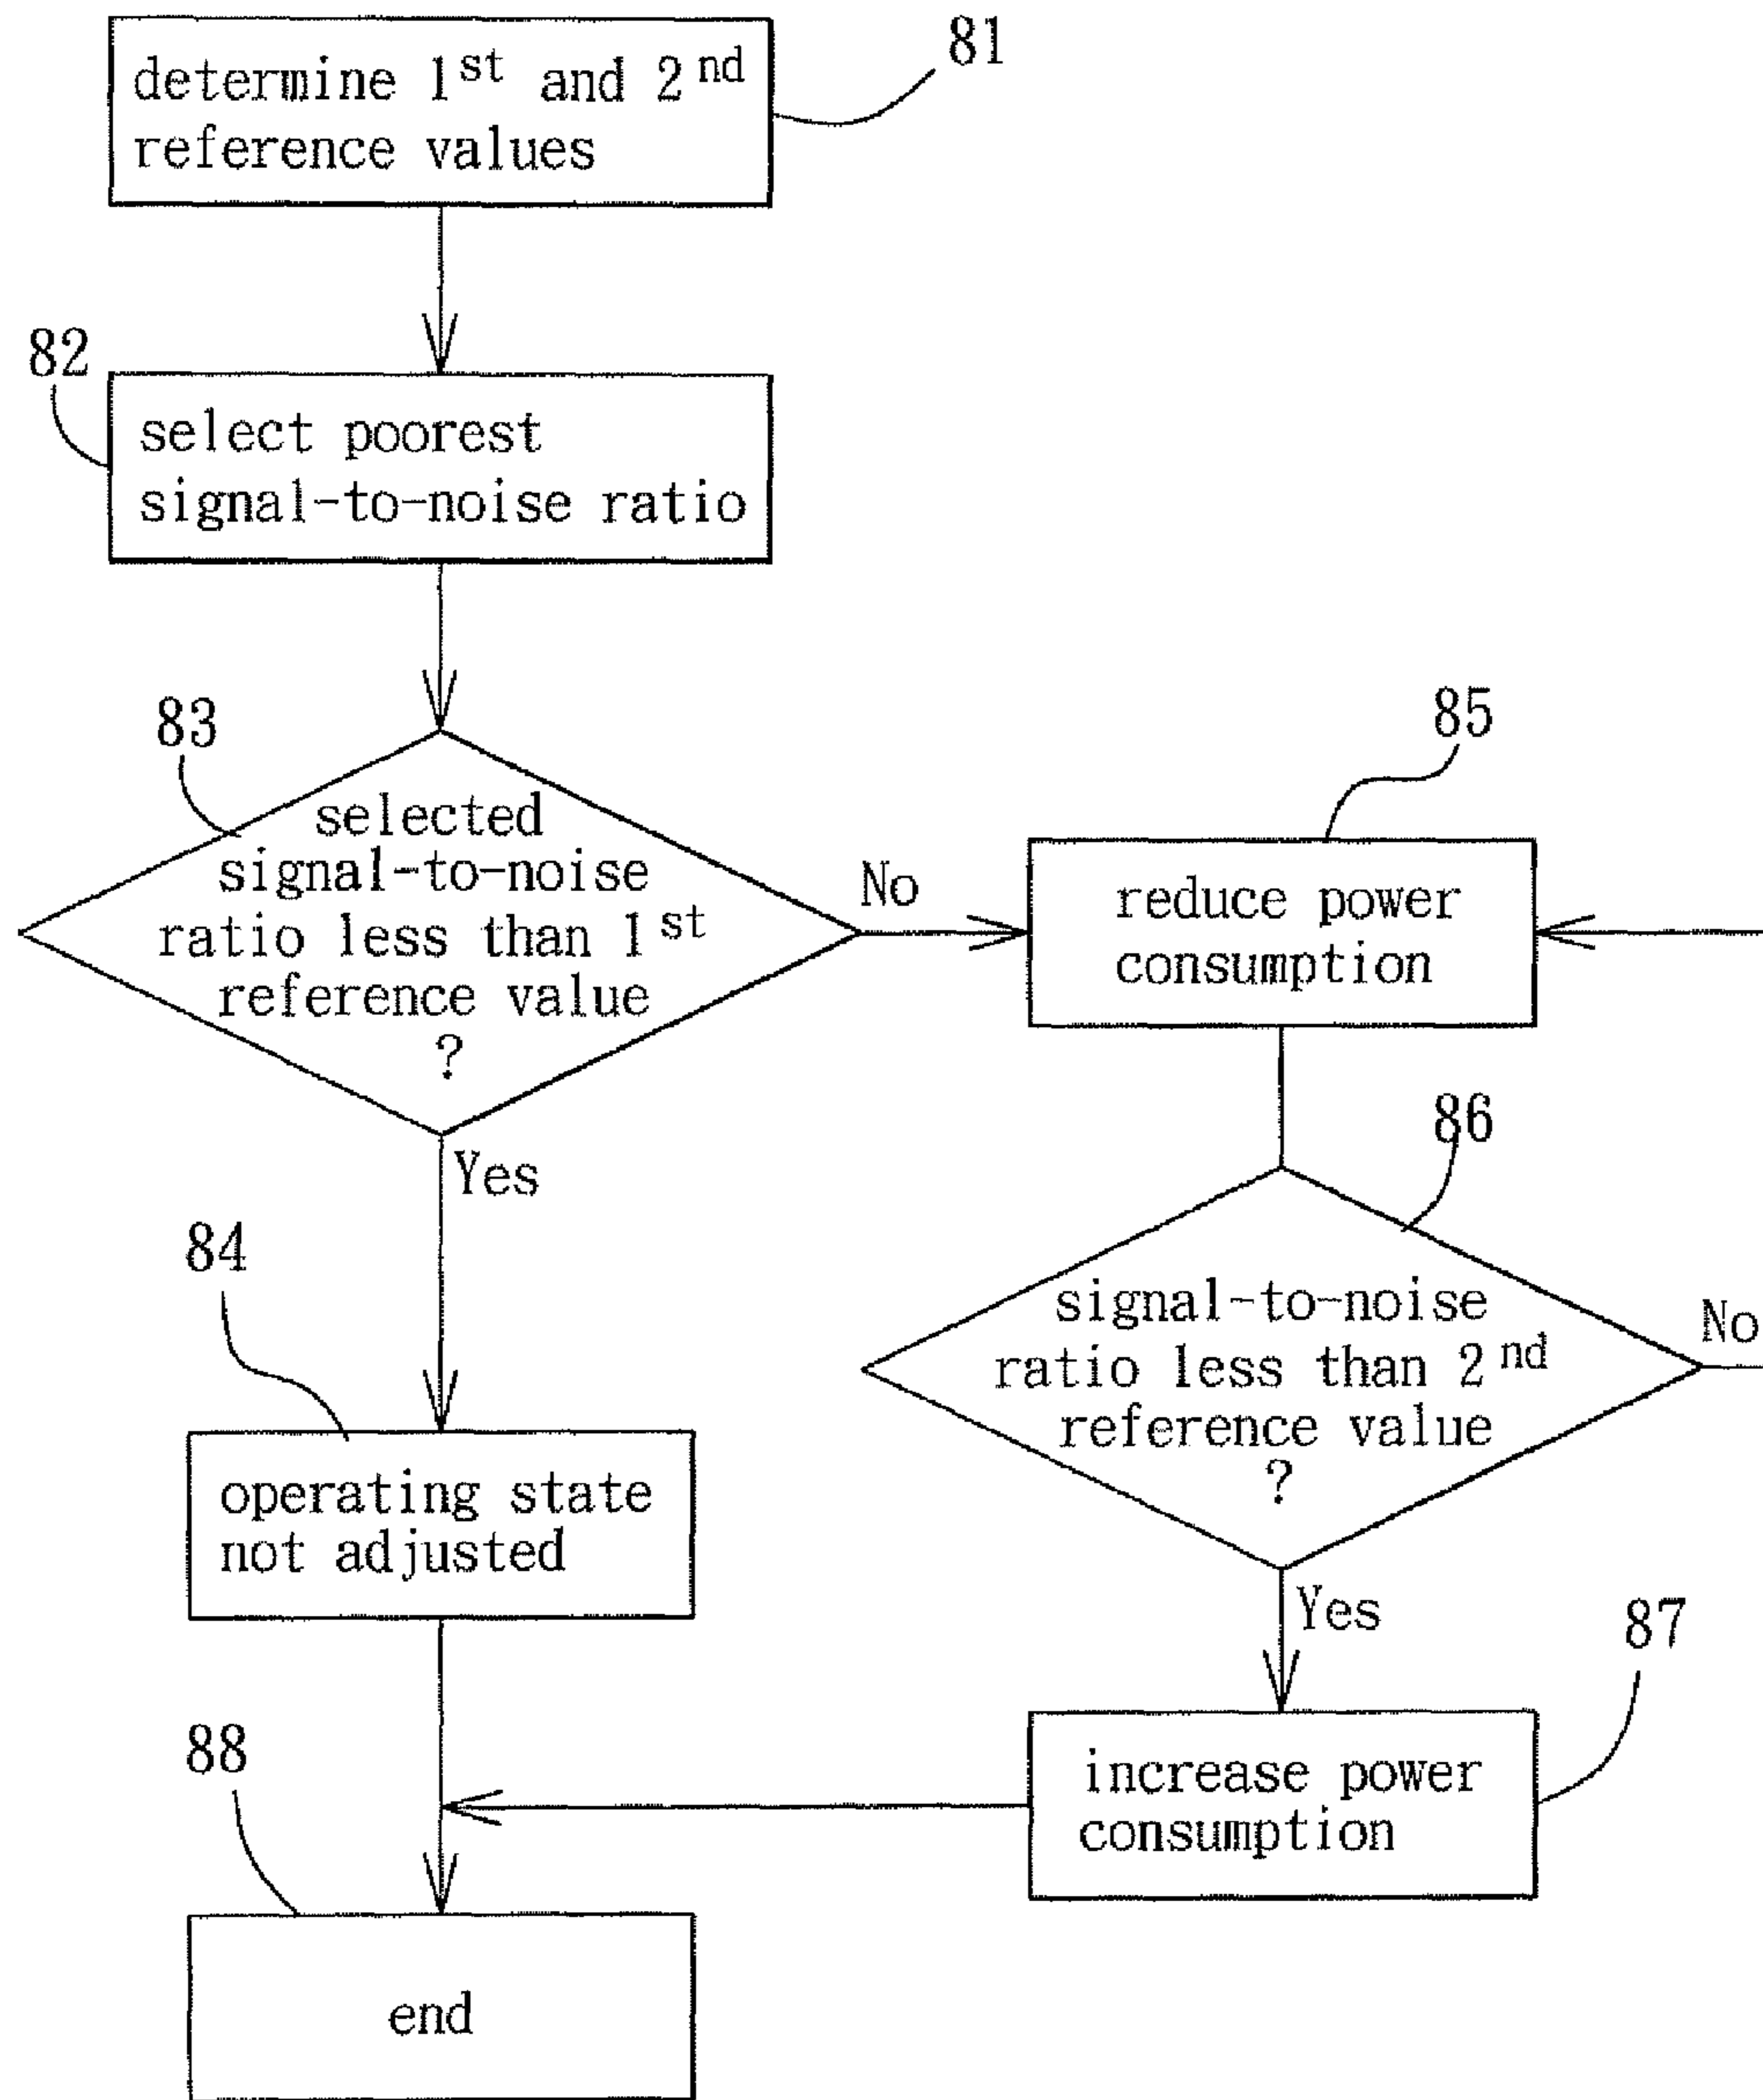 81
determine 1st and 2nd
reference values
82
select poorest
signal-to-noise ratio
83
selected
signal-to-noise
ratio less than 1st
reference value
?
No
Yes
85
reduce power
consumption
86
signal-to-noise
ratio less than 2nd
reference value
?
No
Yes
84
operating state
not adjusted
87
increase power
consumption
88
end